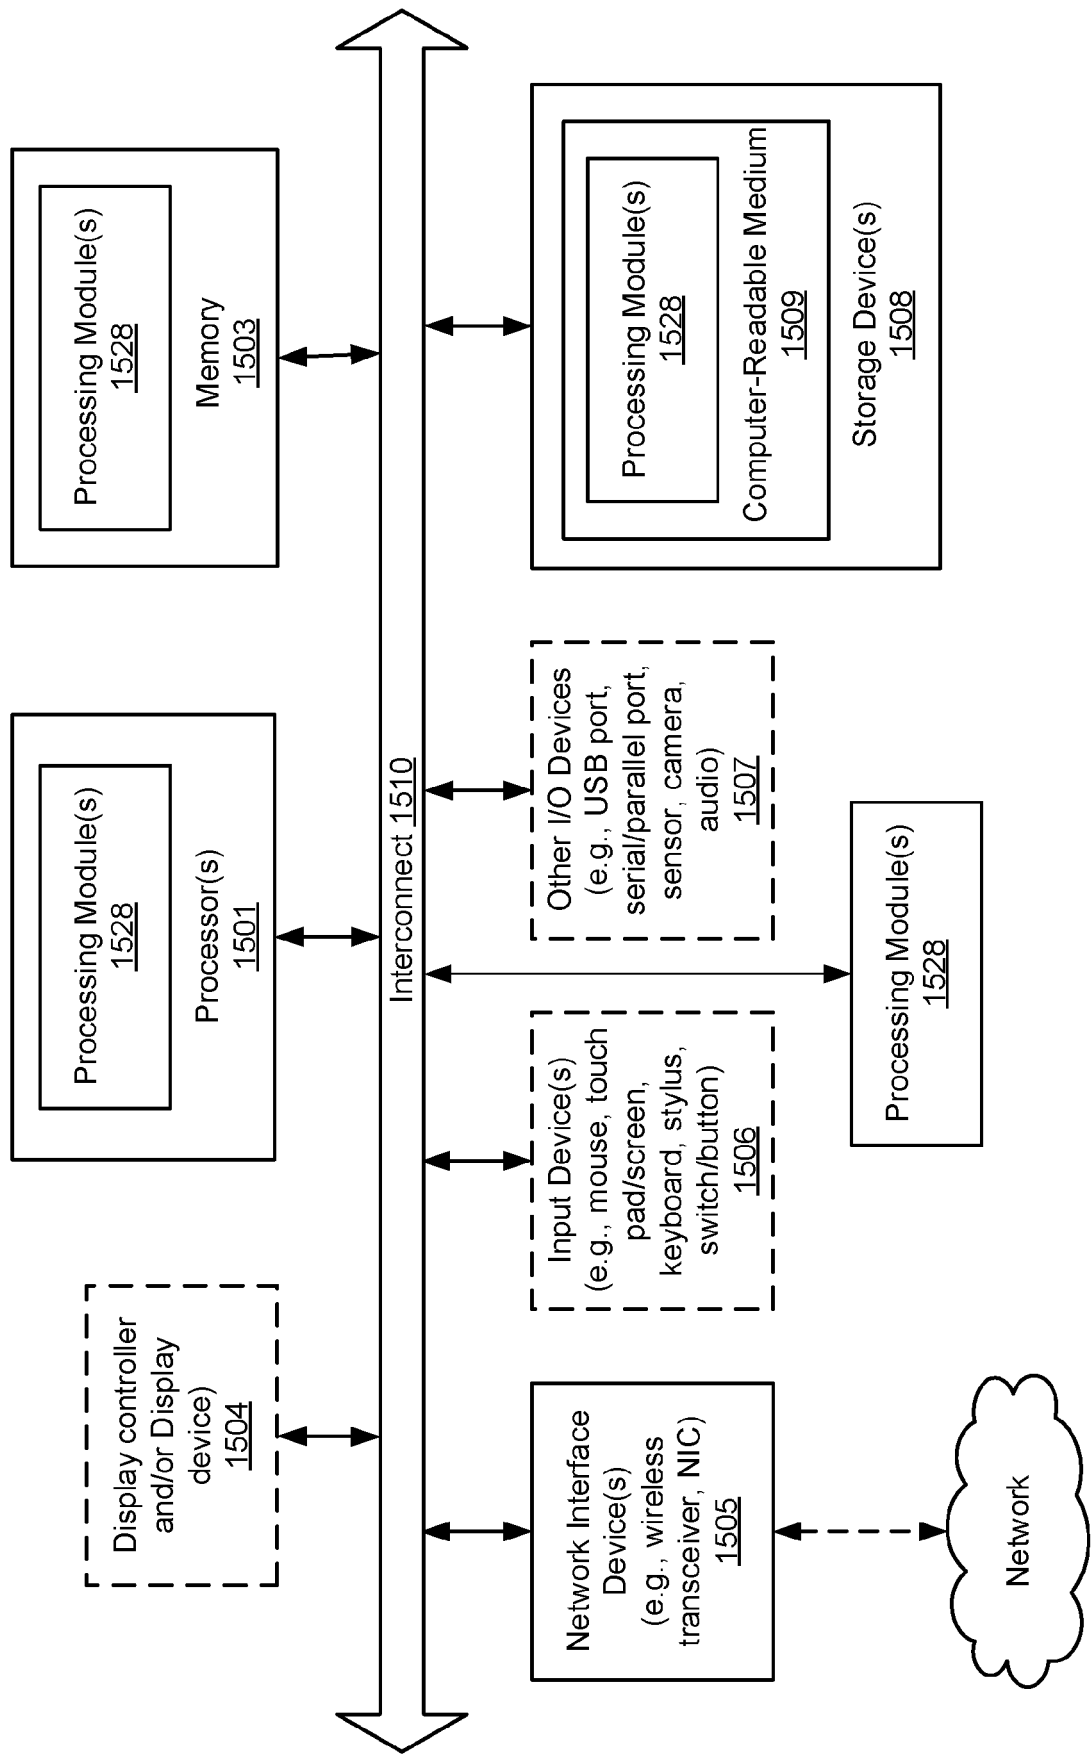 Display controller
and/or Display
device)
1504
Processing Module(s)
1528
Processor(s)
1501
Processing Module(s)
1528
Memory
1503
Interconnect 1510
Network Interface
Device(s)
(e.g., wireless
transceiver, NIC)
1505
Input Device(s)
(e.g., mouse, touch
pad/screen,
keyboard, stylus,
switch/button)
1506
Other I/O Devices
(e.g., USB port,
serial/parallel port,
sensor, camera,
audio)
1507
Processing Module(s)
1528
Computer-Readable Medium
1509
Storage Device(s)
1508
Processing Module(s)
1528
Network